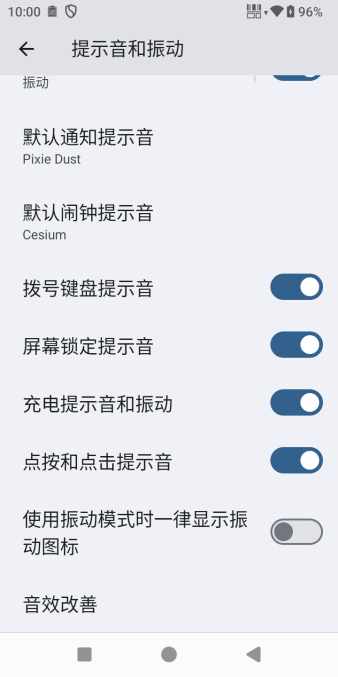 10:00
96%
提示音和振动
振动
默认通知提示音
Pixie Dust
默认闹钟提示音
Cesium
拨号键盘提示音
屏幕锁定提示音
充电提示音和振动
点按和点击提示音
使用振动模式时一律显示振
动图标
音效改善